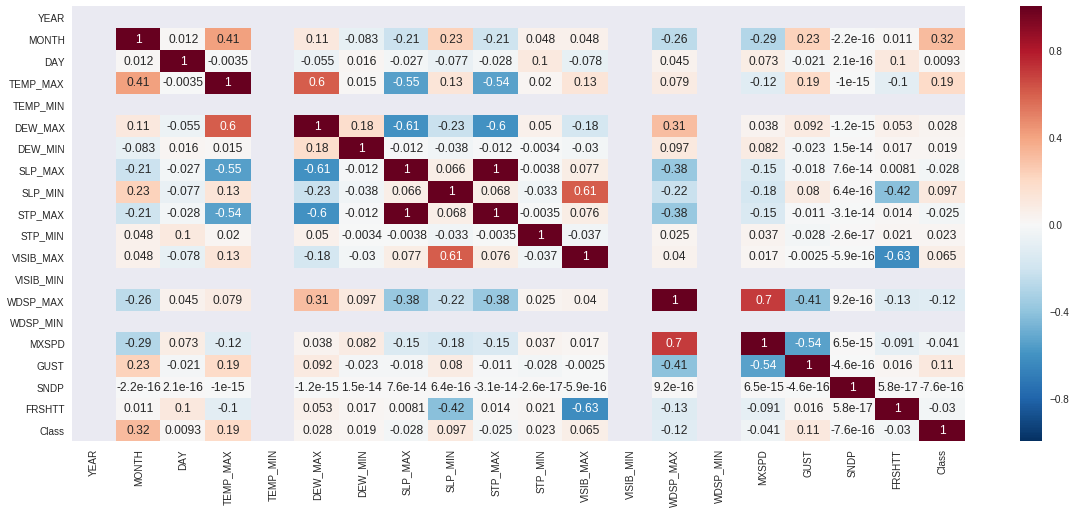 YEAR
MONTH 1 0.012 0.41 0.11 -0.083 -0.21 0.23 -0.21 0.048 0.048 -0.26 -0.29 0.23 -2.2e-16 0.011 0.32
DAY 0.012 1 -0.0035 -0.055 0.016 -0.027 -0.077 -0.028 0.1 -0.078 0.045 0.073 -0.021 2.1e-16 0.1 0.0093
TEMP_MAX 0.41 -0.0035 1 0.6 0.015 -0.55 0.13 -0.54 0.02 0.13 0.079 -0.12 0.19 -1e-15 -0.1 0.19
TEMP_MIN
DEW_MAX 0.11 -0.055 0.6 1 0.18 -0.61 -0.23 -0.6 0.05 -0.18 0.31 0.038 0.092 -1.2e-15 0.053 0.028
DEW_MIN -0.083 0.016 0.015 0.18 1 -0.012 -0.038 -0.012 -0.0034 -0.03 0.097 0.082 -0.023 1.5e-14 0.017 0.019
SLP_MAX -0.21 -0.027 -0.55 -0.61 -0.012 1 0.066 1 -0.0038 0.077 -0.38 -0.15 -0.018 7.6e-14 0.0081 -0.028
SLP_MIN 0.23 -0.077 0.13 -0.23 -0.038 0.066 1 0.068 -0.033 0.61 -0.22 -0.18 0.08 6.4e-16 -0.42 0.097
STP_MAX -0.21 -0.028 -0.54 -0.6 -0.012 1 0.068 1 -0.0035 0.076 -0.38 -0.15 -0.011 -3.1e-14 0.014 -0.025
STP_MIN 0.048 0.1 0.02 0.05 -0.0034 -0.0038 -0.033 -0.0035 1 -0.037 0.025 0.037 -0.028 -2.6e-17 0.021 0.023
VISIB_MAX 0.048 -0.078 0.13 -0.18 -0.03 0.077 0.61 0.076 -0.037 1 0.04 0.017 -0.0025 -5.9e-16 -0.63 0.065
VISIB_MIN
WDSP_MAX -0.26 0.045 0.079 0.31 0.097 -0.38 -0.22 -0.38 0.025 0.04 1 0.7 -0.41 9.2e-16 -0.13 -0.12
WDSP_MIN
MXSPD -0.29 0.073 -0.12 0.038 0.082 -0.15 -0.18 -0.15 0.037 0.017 0.7 1 -0.54 6.5e-15 -0.091 -0.041
GUST 0.23 -0.021 0.19 0.092 -0.023 -0.018 0.08 -0.011 -0.028 -0.0025 -0.41 -0.54 1 -4.6e-16 0.016 0.11
SNDP -2.2e-16 2.1e-16 -1e-15 -1.2e-15 1.5e-14 7.6e-14 6.4e-16 -3.1e-14 -2.6e-17 -5.9e-16 9.2e-16 6.5e-15 -4.6e-16 1 5.8e-17 -7.6e-16
FRSHTT 0.011 0.1 -0.1 0.053 0.017 0.0081 -0.42 0.014 0.021 -0.63 -0.13 -0.091 0.016 5.8e-17 1 -0.03
Class 0.32 0.0093 0.19 0.028 0.019 -0.028 0.097 -0.025 0.023 0.065 -0.12 -0.041 0.11 -7.6e-16 -0.03 1
YEAR MONTH DAY TEMP_MAX TEMP_MIN DEW_MAX DEW_MIN SLP_MAX SLP_MIN STP_MAX STP_MIN VISIB_MAX VISIB_MIN WDSP_MAX WDSP_MIN MXSPD GUST SNDP FRSHTT Class
0.8
0.4
0.0
−0.4
−0.8